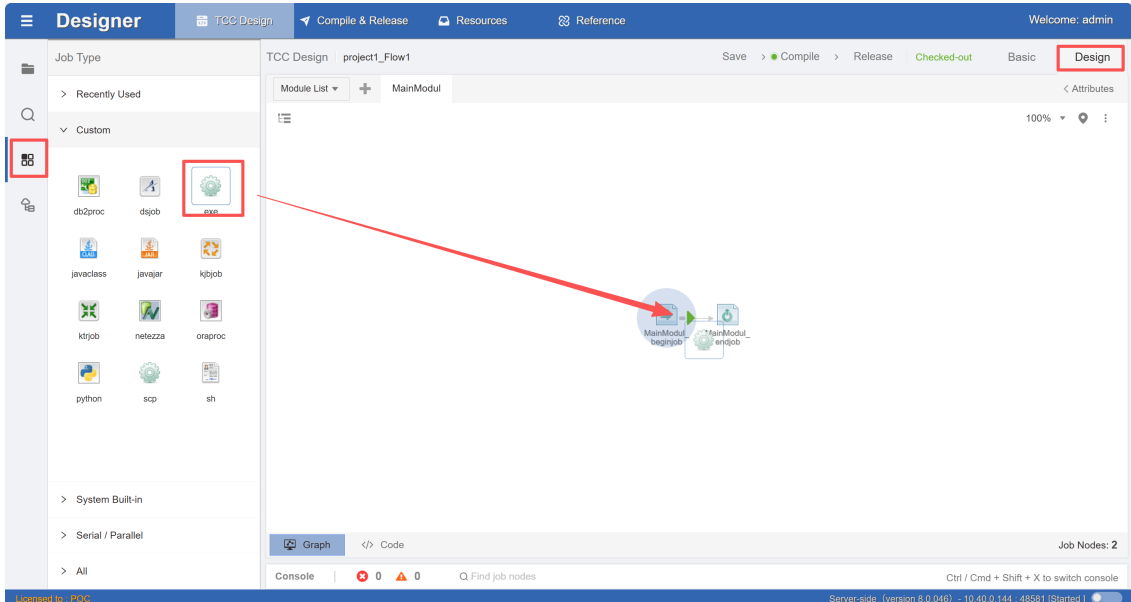 Designer
TCC Design
Compile & Release
Resources
Reference
Welcome: admin
Job Type
TCC Design
project1_Flow1
Save
Compile
Release
Checked-out
Basic
Design
Recently Used
Module List
MainModul
Attributes
Custom
100%
db2proc
dsjob
exe
javaclass
javajar
kjbjob
ktrjob
netezza
oraproc
python
scp
sh
MainModul_
beginjob
MainModul_
endjob
System Built-in
Serial / Parallel
All
Graph
</> Code
Job Nodes: 2
Console
0
0
Find job nodes
Ctrl / Cmd + Shift + X to switch console
Licensed to : POC
Server-side (version 8.0.046) - 10.40.0.144 : 48581 [Started ]